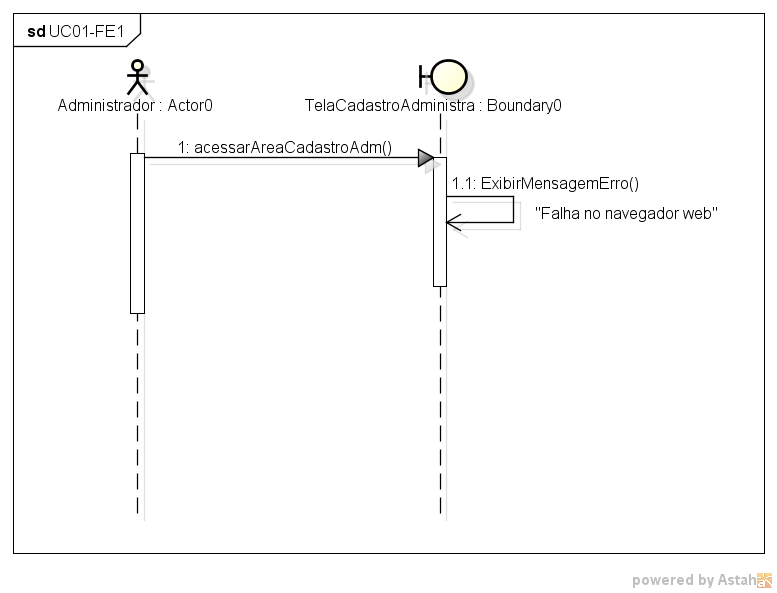 sd UC01-FE1
Administrador : Actor0
TelaCadastroAdministra : Boundary0
1: acessarAreaCadastroAdm()
1.1: ExibirMensagemErro()
"Falha no navegador web"
powered by Astah